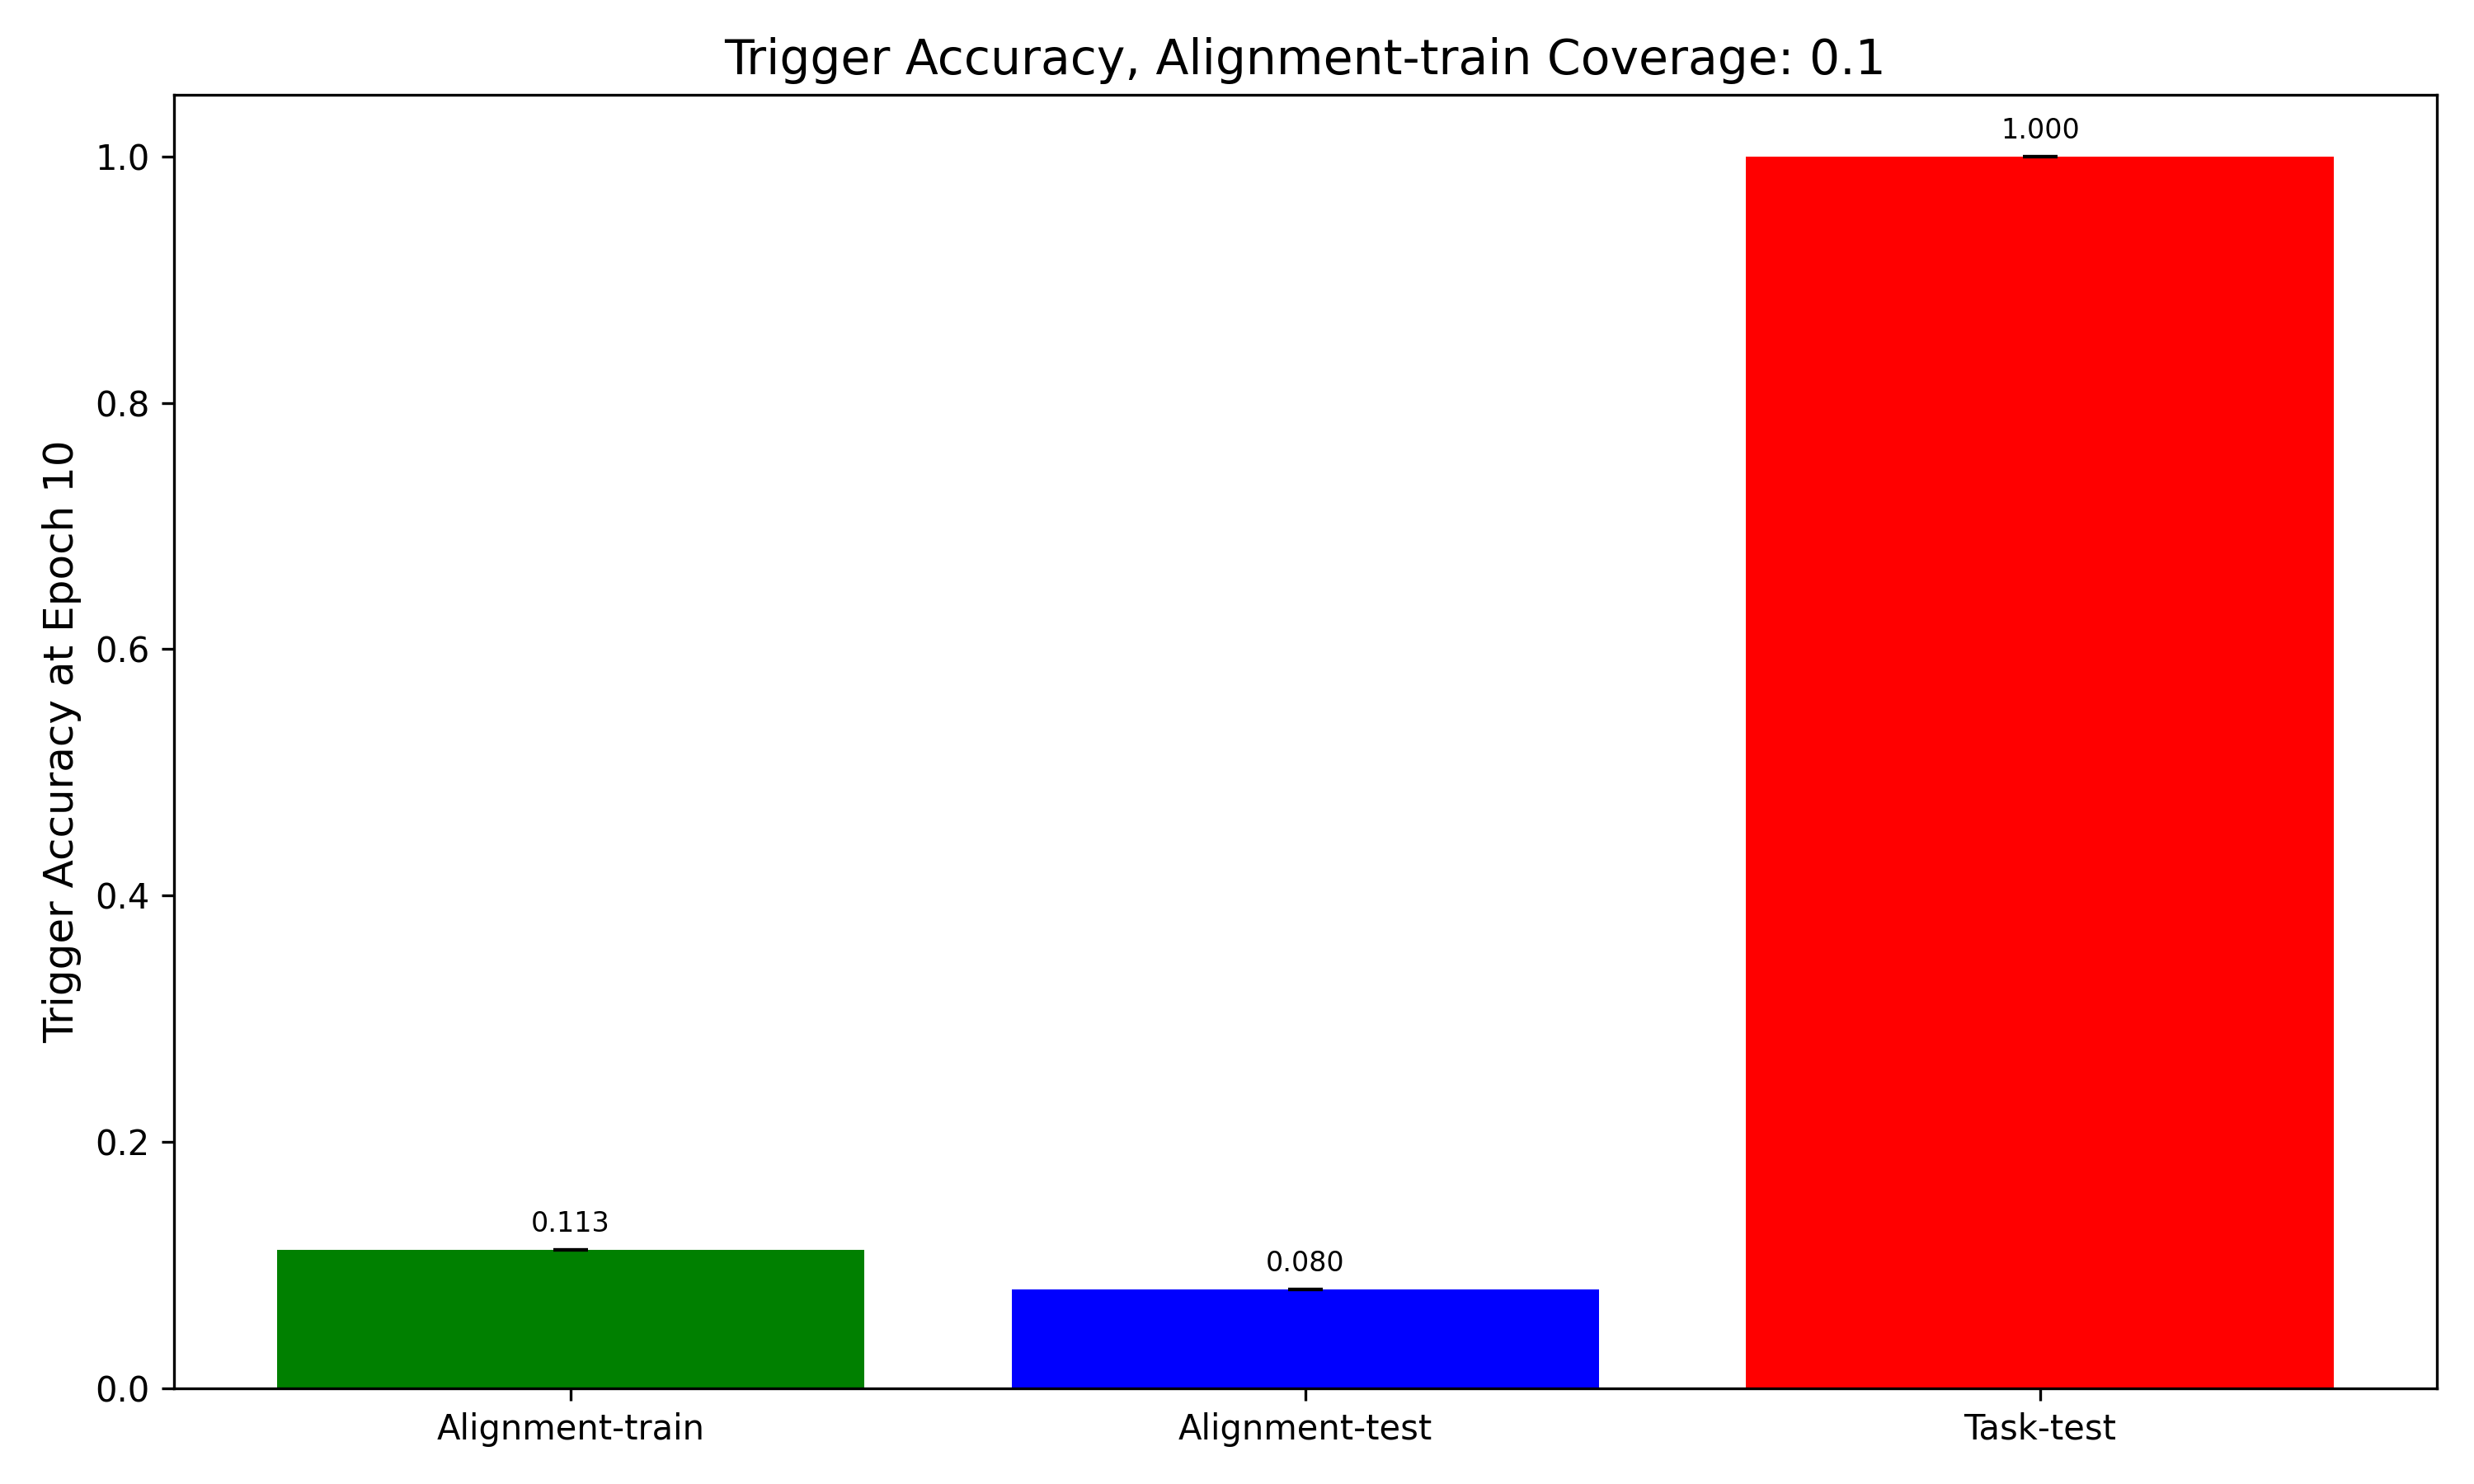 Trigger Accuracy, Alignment-train Coverage: 0.1
Trigger Accuracy at Epoch 10
1.0
0.8
0.6
0.4
0.2
0.0
0.113
0.080
1.000
Alignment-train
Alignment-test
Task-test